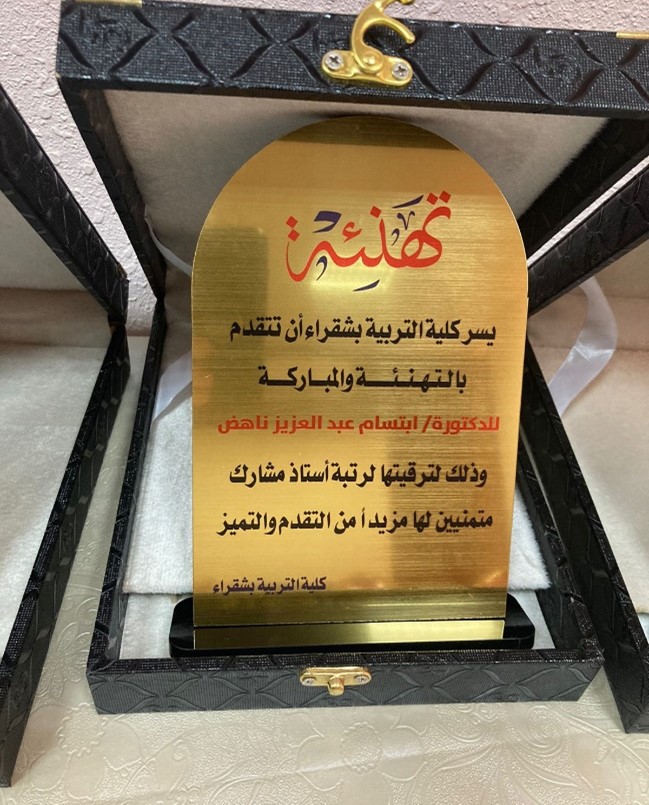 تهنئة
يسر كلية التربية بشقراء أن تتقدم
بالتهنئة والمباركة
للدكتورة/ ابتسام عبد العزيز ناهض
وذلك لترقيتها لرتبة أستاذ مشارك
متمنيين لها مزيداً من التقدم والتميز
كلية التربية بشقراء